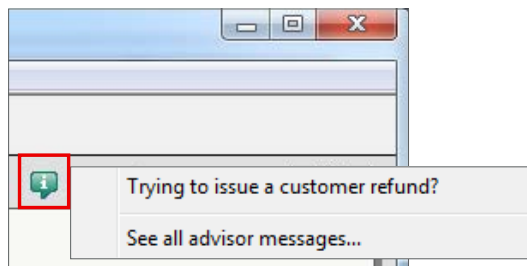 Trying to issue a customer refund?
See all advisor messages...